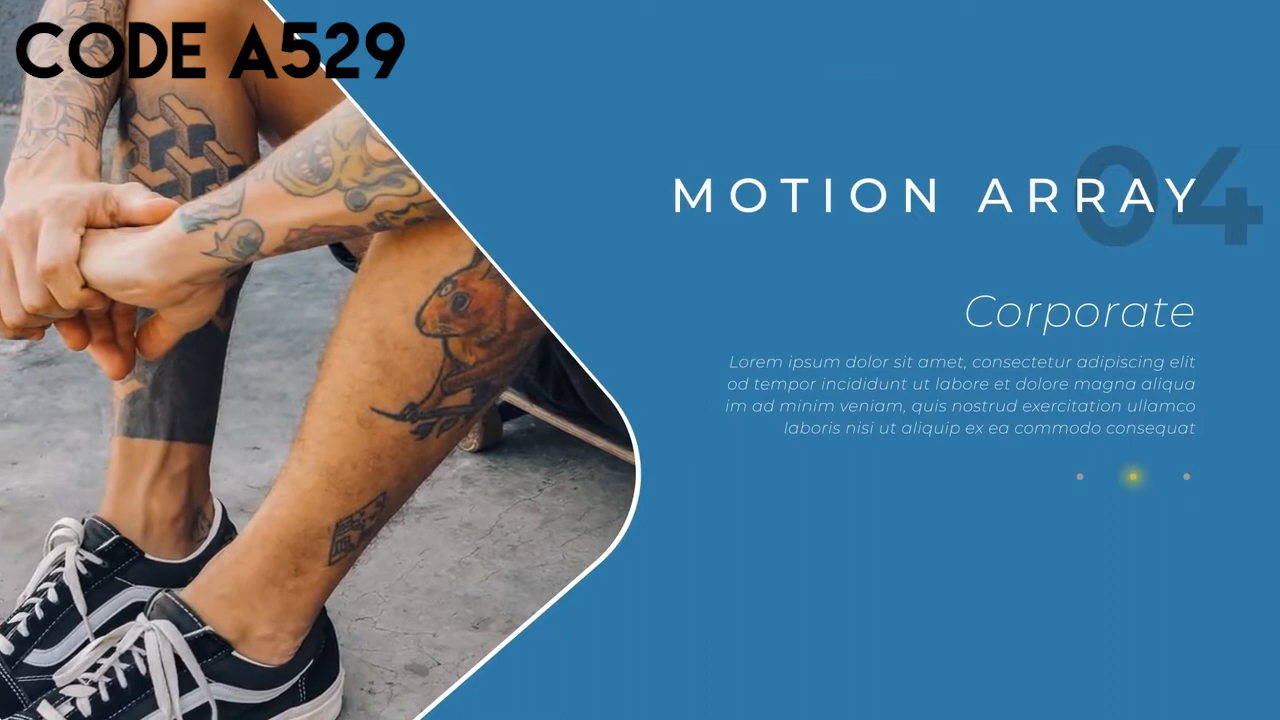 CODE A529
04
MOTION ARRAY
Corporate
Lorem ipsum dolor sit amet, consectetur adipiscing elit
od tempor incididunt ut labore et dolore magna aliqua
im ad minim veniam, quis nostrud exercitation ullamco
laboris nisi ut aliquip ex ea commodo consequat